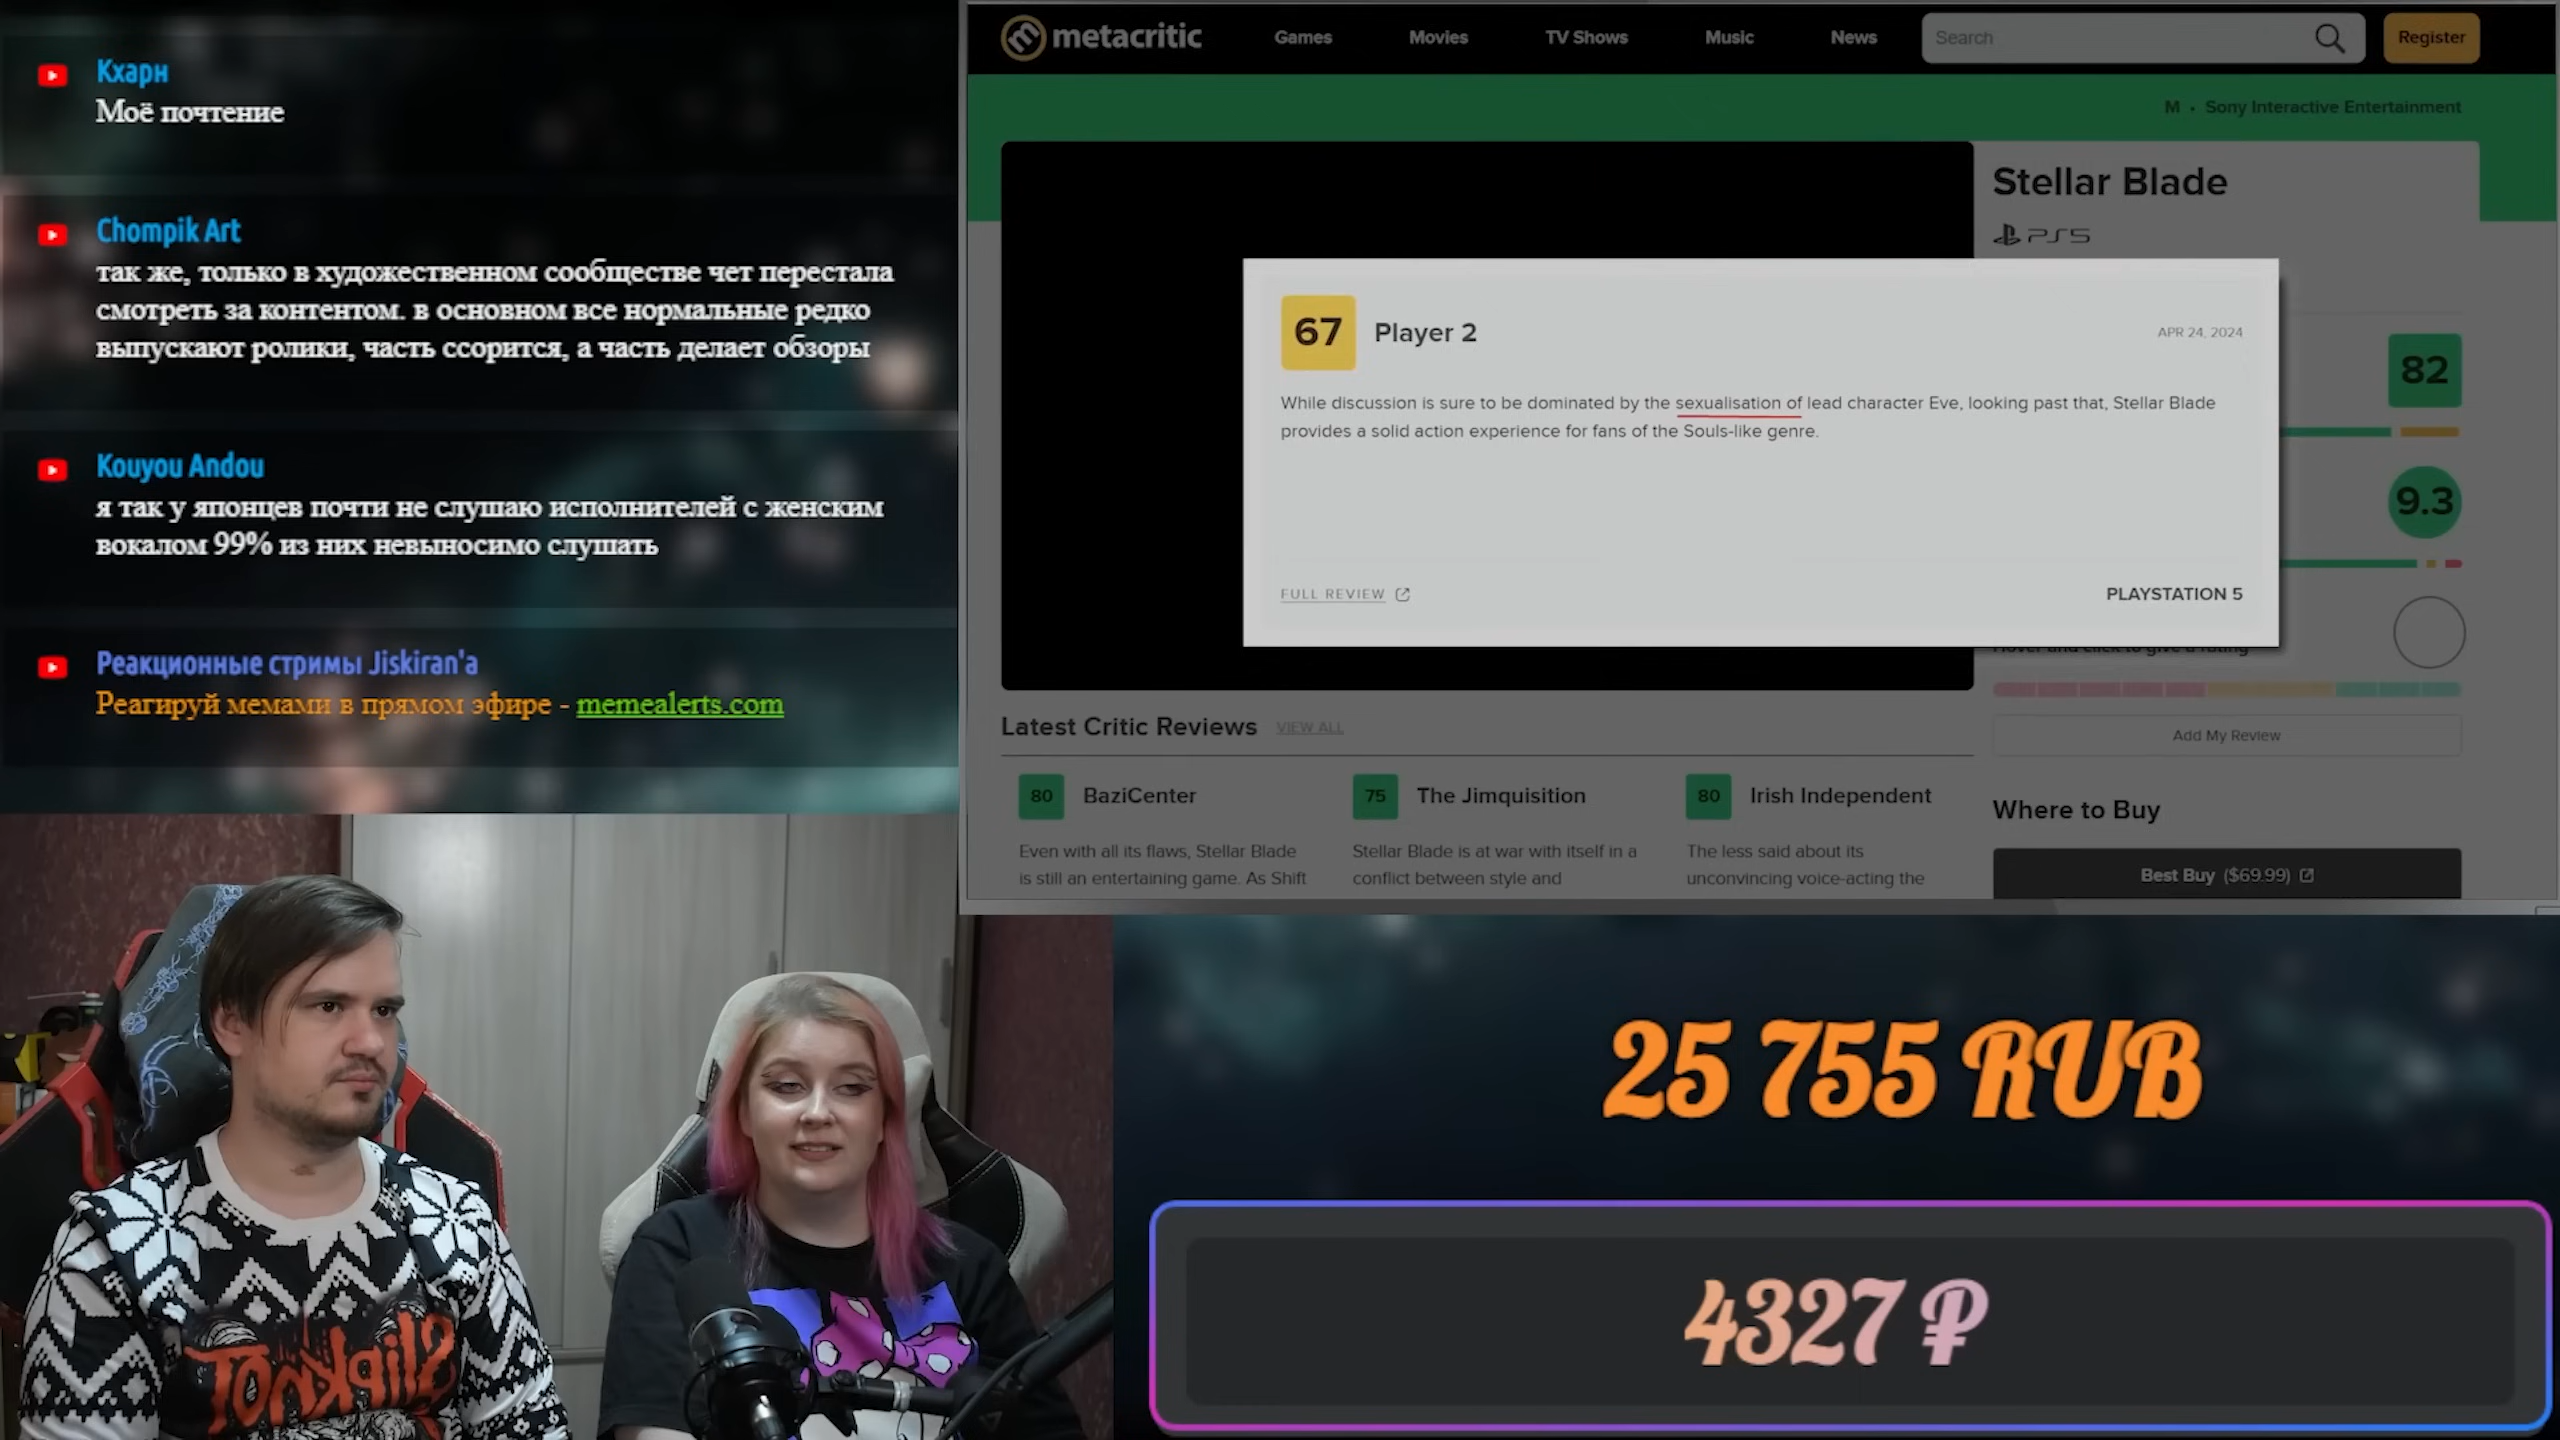 Кхарн
Моё почтение
Chompik Art
так же, только в художественном сообществе чет перестала
смотреть за контентом. в основном все нормальные редко
выпускают ролики, часть ссорится, а часть делает обзоры
Kouyou Andou
я так у японцев почти не слушаю исполнителей с женским
вокалом 99% из них невыносимо слушать
Реакционные стримы Jiskiran'a
Реагируй мемами в прямом эфире - memealerts.com
metacritic
Games
Movies
TV Shows
Music
News
Search
Register
M • Sony Interactive Entertainment
Stellar Blade
PS5
67
Player 2
APR 24, 2024
While discussion is sure to be dominated by the sexualisation of lead character Eve, looking past that, Stellar Blade
provides a solid action experience for fans of the Souls-like genre.
FULL REVIEW
PLAYSTATION 5
82
9.3
Hover and click to give a rating
Add My Review
Latest Critic Reviews
VIEW ALL
80 BaziCenter
Even with all its flaws, Stellar Blade
is still an entertaining game. As Shift
75 The Jimquisition
Stellar Blade is at war with itself in a
conflict between style and
80 Irish Independent
The less said about its
unconvincing voice-acting the
Where to Buy
Best Buy ($69.99)
25 755 RUB
4327 ₽
Slipknot